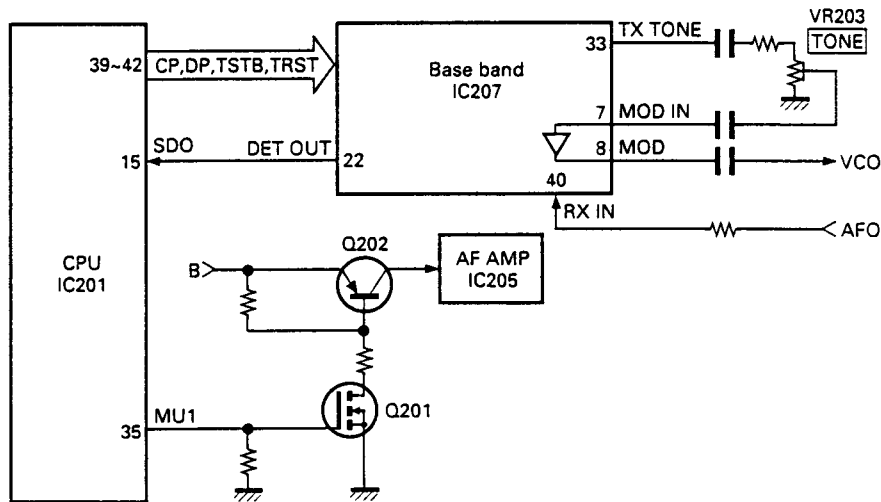 VR203
TONE
33 TX TONE
39~42 CP,DP,TSTB,TRST
Base band
IC207
7 MOD IN
15 SDO DET OUT 22
8 MOD
VCO
40
RX IN
AFO
CPU
IC201
B
Q202
AF AMP
IC205
Q201
35 MU1